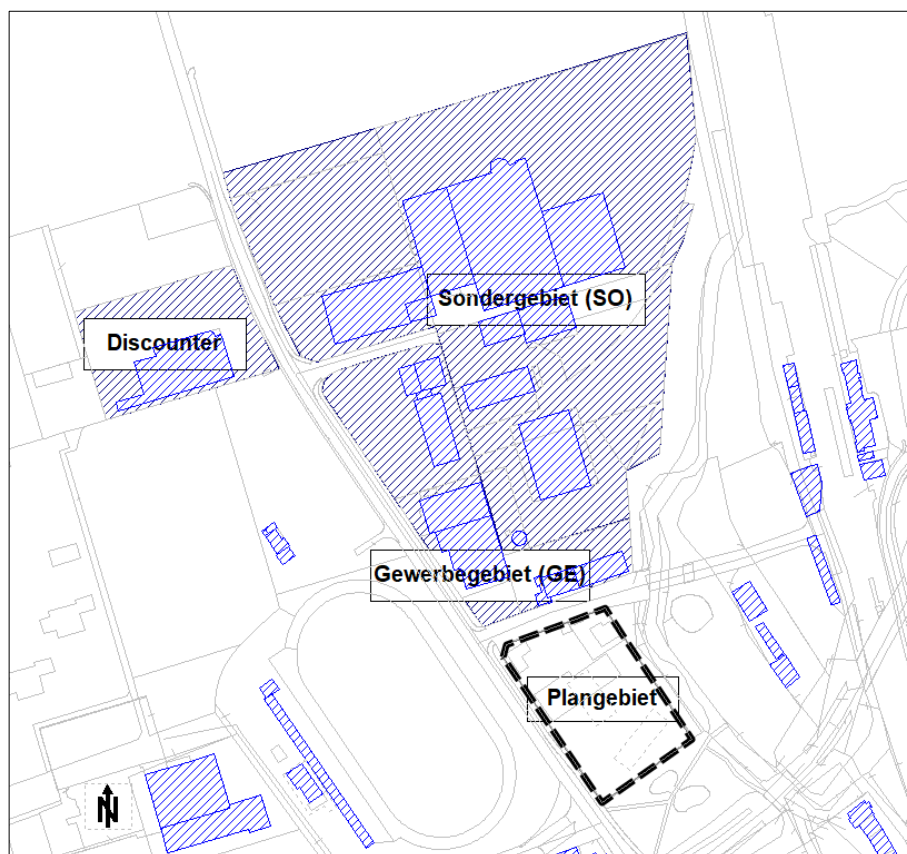 Sondergebiet (SO)
Discounter
Gewerbegebiet (GE)
Plangebiet
N